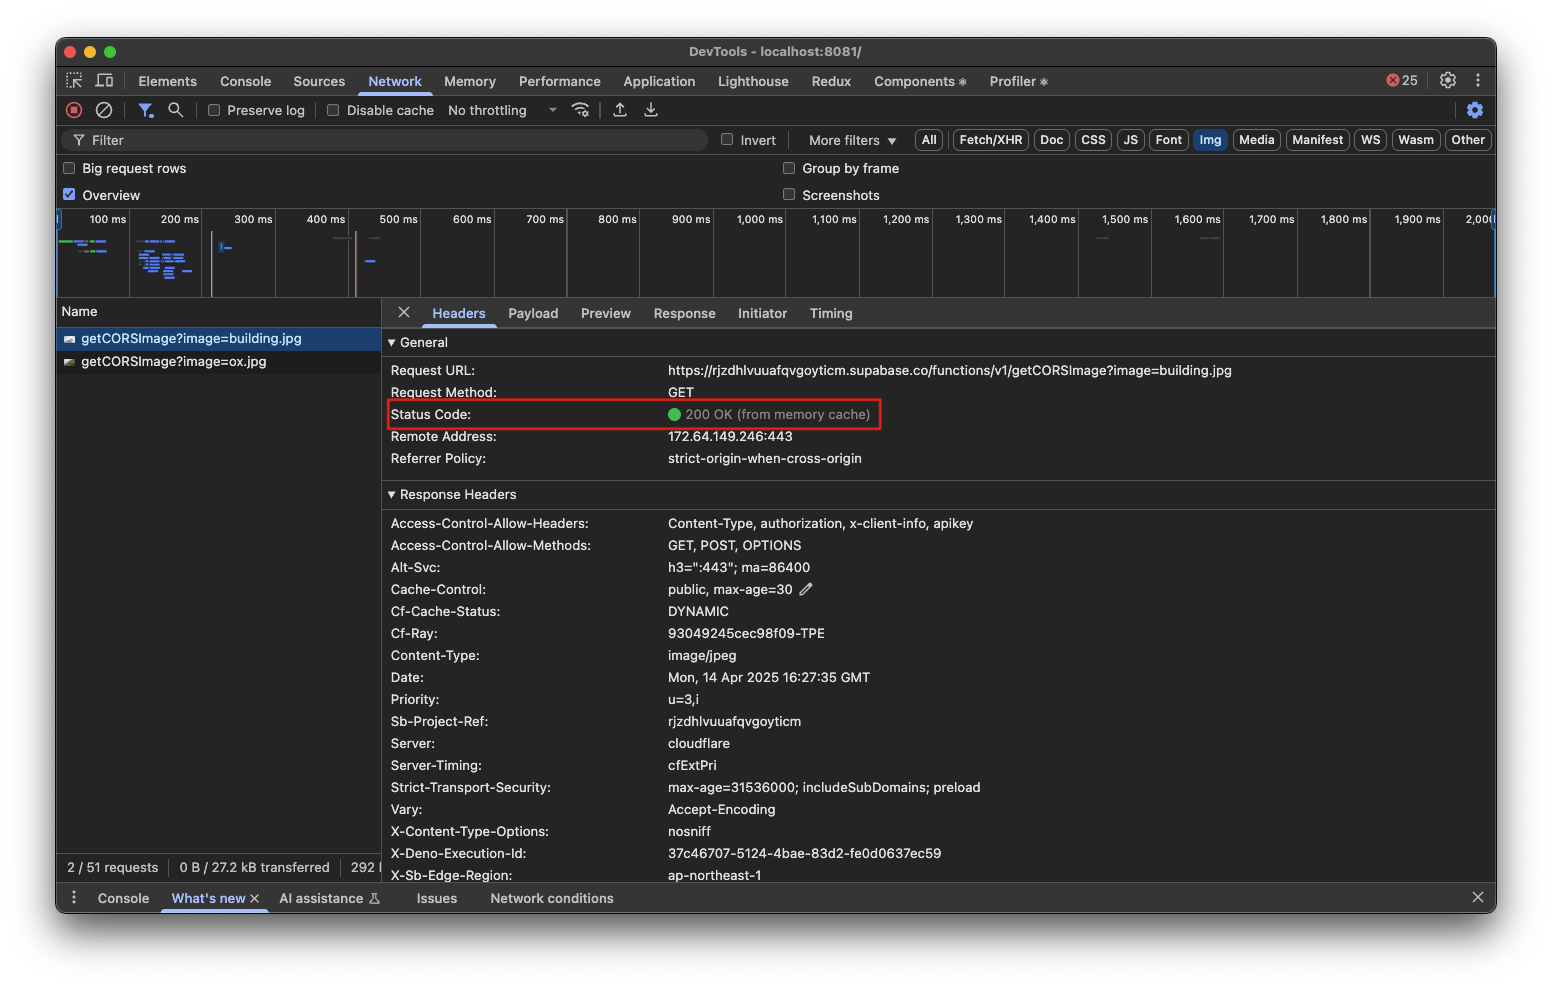 DevTools - localhost:8081/
Elements Console Sources Network Memory Performance Application Lighthouse Redux Components Profiler 25
Preserve log Disable cache No throttling
Filter Invert More filters All Fetch/XHR Doc CSS JS Font Img Media Manifest WS Wasm Other
Big request rows Group by frame
Overview Screenshots
100 ms 200 ms 300 ms 400 ms 500 ms 600 ms 700 ms 800 ms 900 ms 1,000 ms 1,100 ms 1,200 ms 1,300 ms 1,400 ms 1,500 ms 1,600 ms 1,700 ms 1,800 ms 1,900 ms 2,00
Name
getCORSImage?image=building.jpg
getCORSImage?image=ox.jpg
2 / 51 requests 0 B / 27.2 kB transferred 292
Headers Payload Preview Response Initiator Timing
General
Request URL: https://rjzdhlvuuafqvgoyticm.supabase.co/functions/v1/getCORSImage?image=building.jpg
Request Method: GET
Status Code: 200 OK (from memory cache)
Remote Address: 172.64.149.246:443
Referrer Policy: strict-origin-when-cross-origin
Response Headers
Access-Control-Allow-Headers: Content-Type, authorization, x-client-info, apikey
Access-Control-Allow-Methods: GET, POST, OPTIONS
Alt-Svc: h3=":443"; ma=86400
Cache-Control: public, max-age=30
Cf-Cache-Status: DYNAMIC
Cf-Ray: 93049245cec98f09-TPE
Content-Type: image/jpeg
Date: Mon, 14 Apr 2025 16:27:35 GMT
Priority: u=3,i
Sb-Project-Ref: rjzdhlvuuafqvgoyticm
Server: cloudflare
Server-Timing: cfExtPri
Strict-Transport-Security: max-age=31536000; includeSubDomains; preload
Vary: Accept-Encoding
X-Content-Type-Options: nosniff
X-Deno-Execution-Id: 37c46707-5124-4bae-83d2-fe0d0637ec59
X-Sb-Edge-Region: ap-northeast-1
Console What's new AI assistance Issues Network conditions